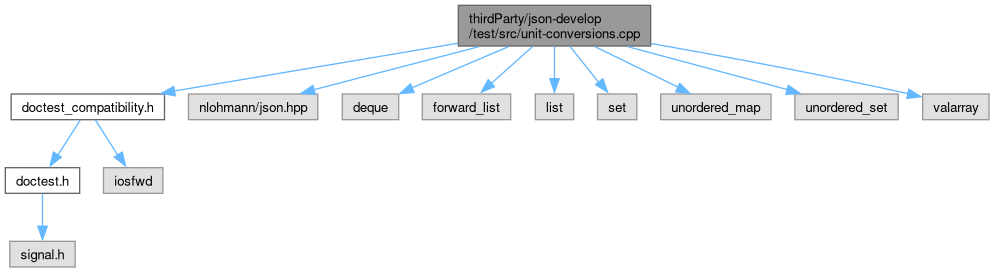 thirdParty/json-develop
/test/src/unit-conversions.cpp
doctest_compatibility.h
nlohmann/json.hpp
deque
forward_list
list
set
unordered_map
unordered_set
valarray
doctest.h
iosfwd
signal.h